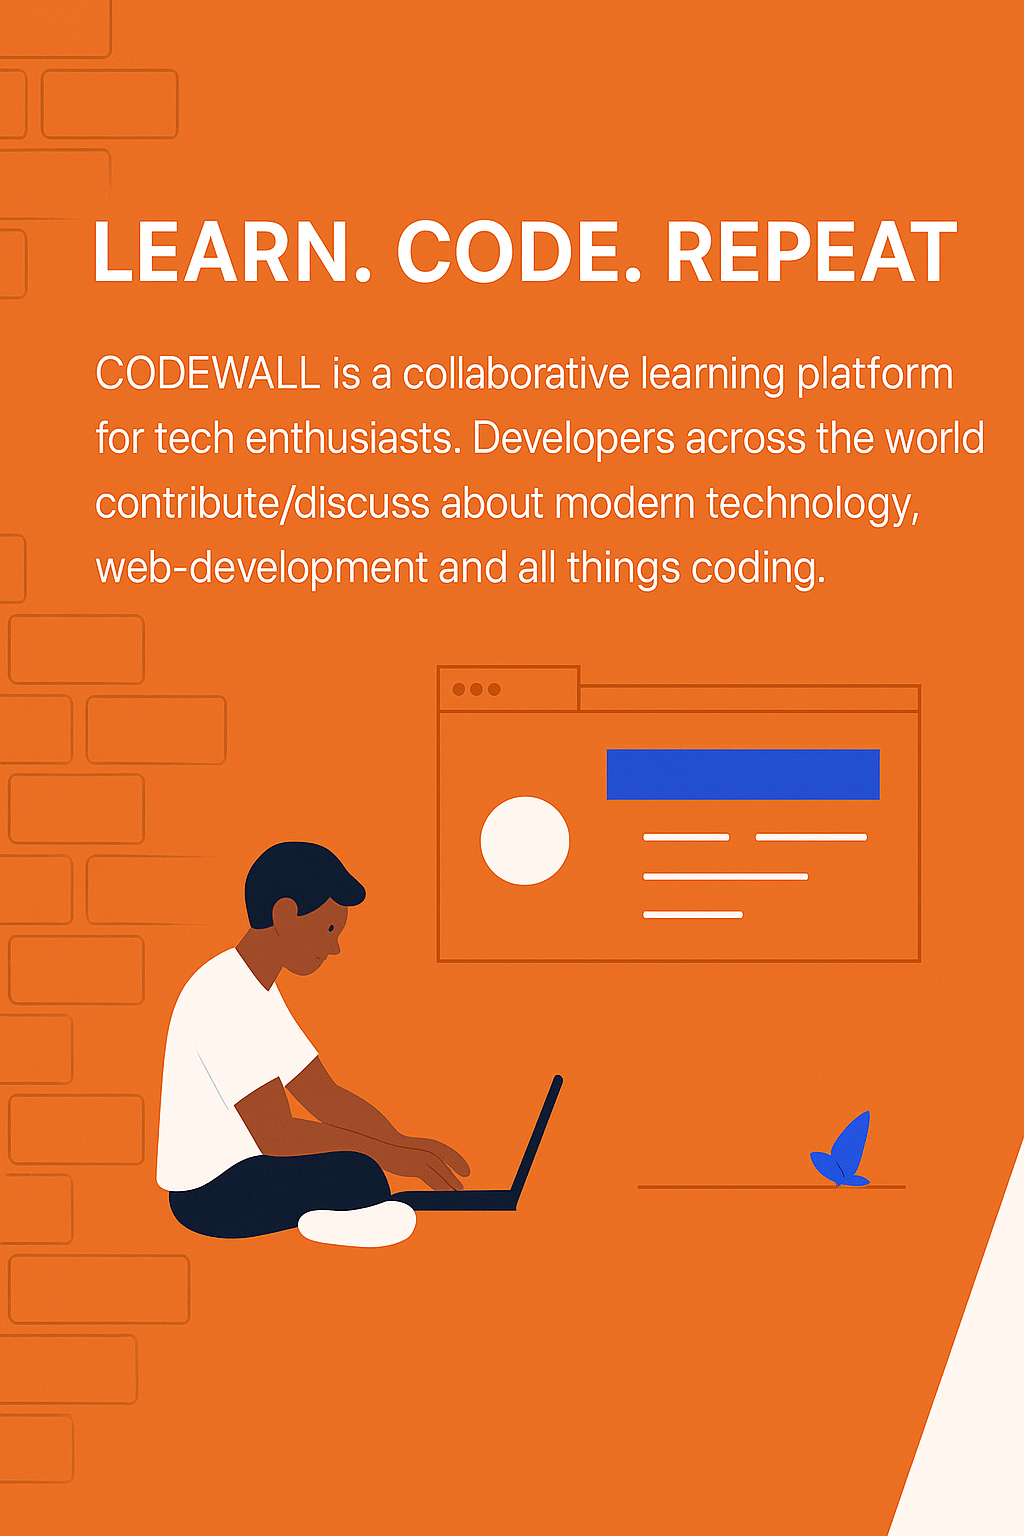 LEARN. CODE. REPEAT
CODEWALL is a collaborative learning platform
for tech enthusiasts. Developers across the world
contribute/discuss about modern technology,
web-development and all things coding.